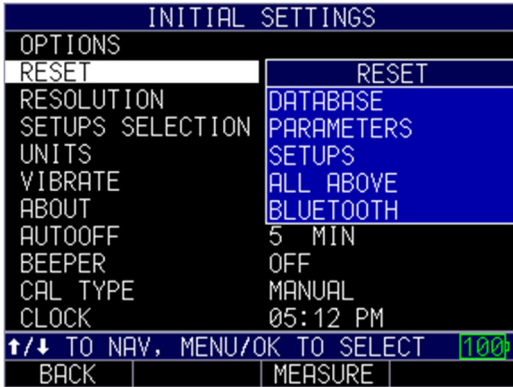 INITIAL SETTINGS
OPTIONS
RESET
RESET
RESOLUTION
DATABASE
SETUPS SELECTION
PARAMETERS
UNITS
SETUPS
VIBRATE
ALL ABOVE
ABOUT
BLUETOOTH
AUTOOFF 5 MIN
BEEPER OFF
CAL TYPE MANUAL
CLOCK 05:12 PM
↑/↓ TO NAV, MENU/OK TO SELECT 100
BACK MEASURE